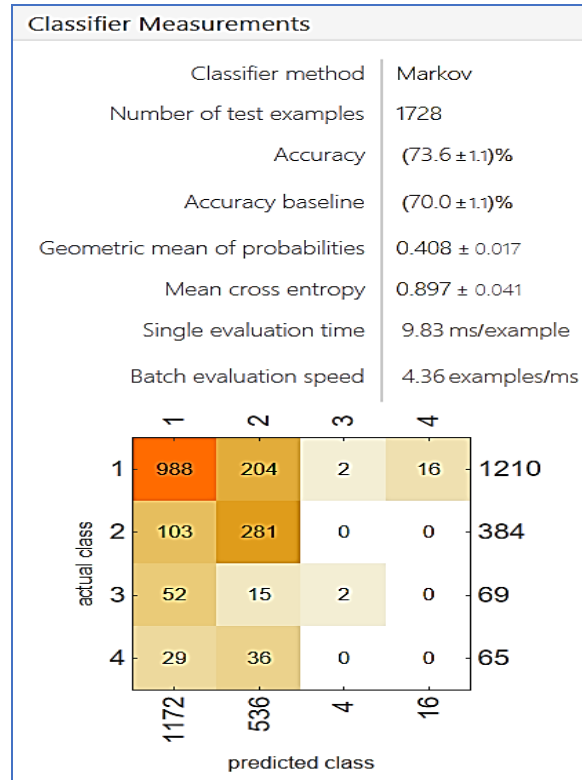 Classifier Measurements
Classifier method Markov
Number of test examples 1728
Accuracy (73.6 ±1.1)%
Accuracy baseline (70.0 ±1.1)%
Geometric mean of probabilities 0.408 ± 0.017
Mean cross entropy 0.897 ± 0.041
Single evaluation time 9.83 ms/example
Batch evaluation speed 4.36 examples/ms
1 2 3 4
1 988 204 2 16 1210
2 103 281 0 0 384
3 52 15 2 0 69
4 29 36 0 0 65
actual class
1172 536 4 16
predicted class